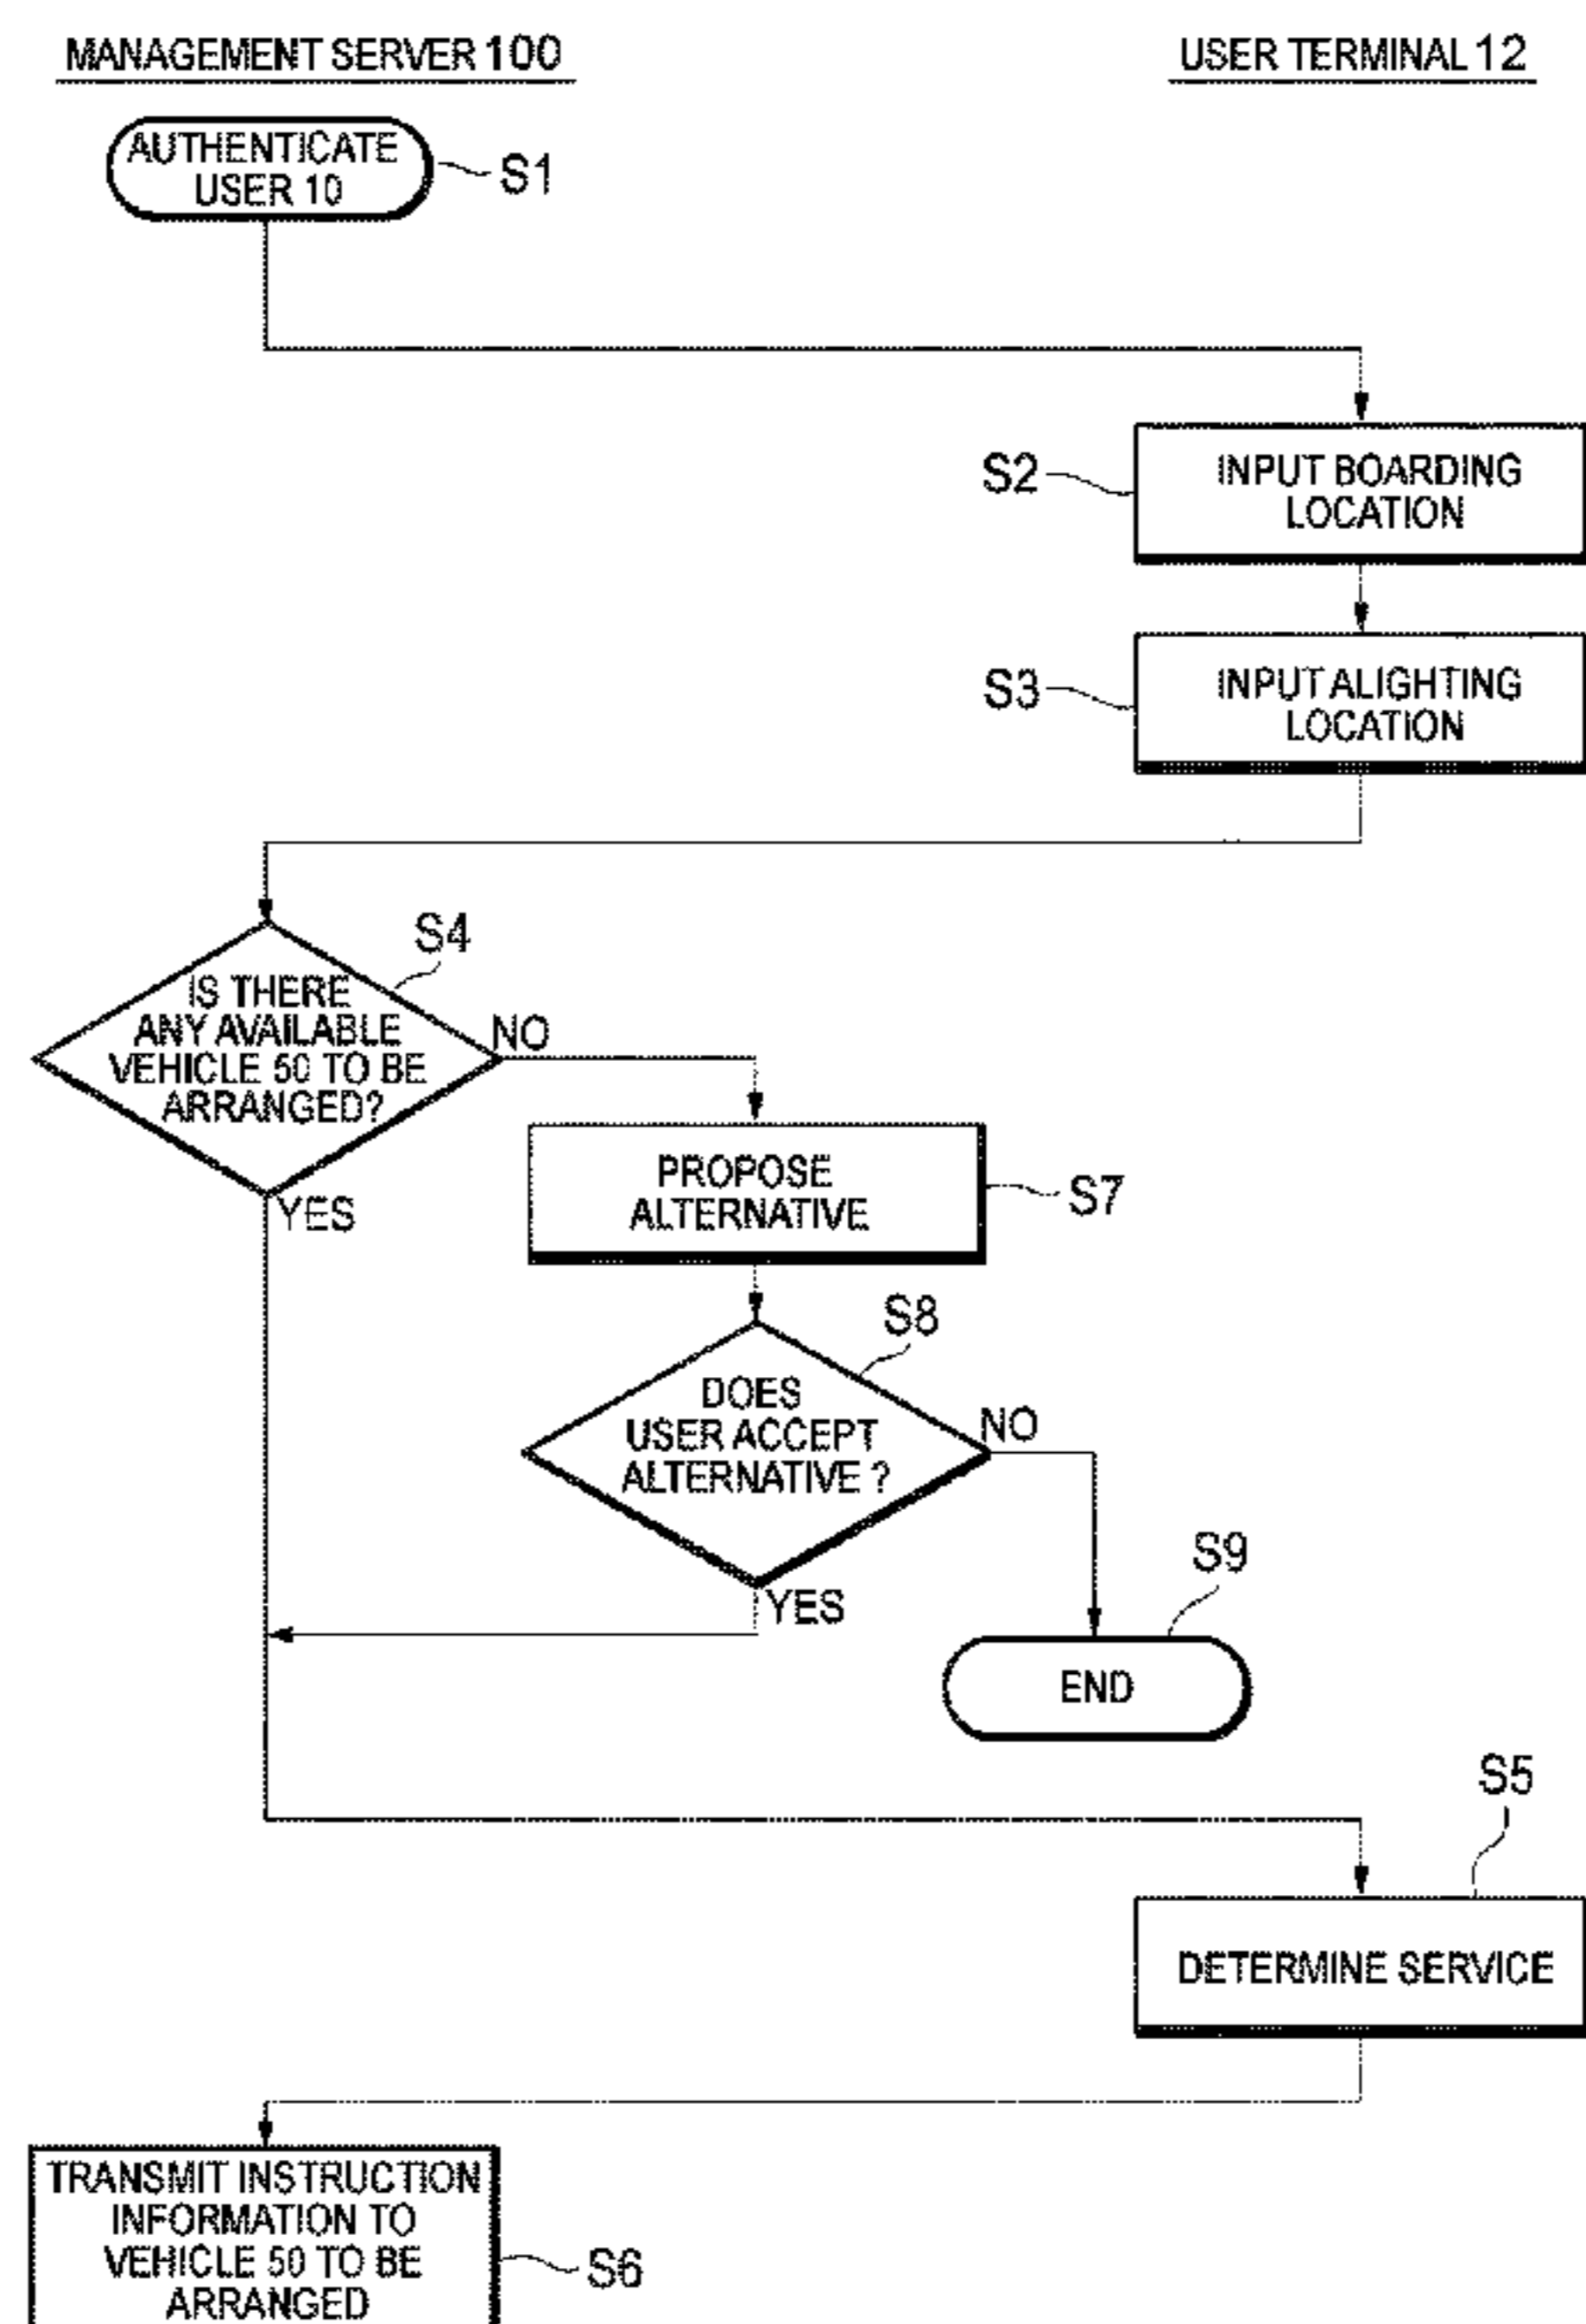 MANAGEMENT SERVER 100
USER TERMINAL 12
AUTHENTICATE
USER 10
S1
S2
INPUT BOARDING
LOCATION
S3
INPUT ALIGHTING
LOCATION
S4
IS THERE
ANY AVAILABLE
VEHICLE 50 TO BE
ARRANGED?
NO
YES
PROPOSE
ALTERNATIVE
S7
S8
DOES
USER ACCEPT
ALTERNATIVE ?
NO
YES
S9
END
S5
DETERMINE SERVICE
TRANSMIT INSTRUCTION
INFORMATION TO
VEHICLE 50 TO BE
ARRANGED
S6